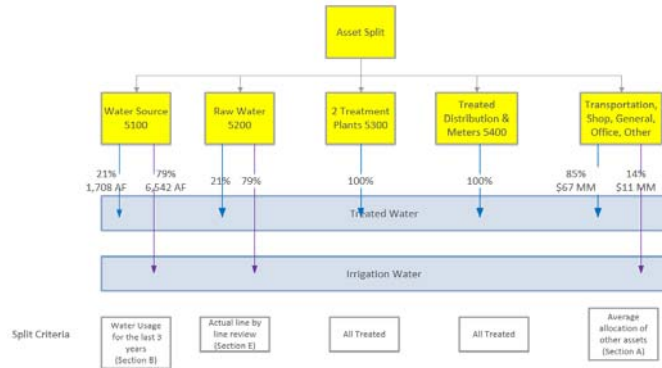 Asset Split
Water Source
5100
Raw Water
5200
2 Treatment
Plants 5300
Treated
Distribution &
Meters 5400
Transportation,
Shop, General,
Office, Other
21%
1,708 AF
79%
6,542 AF
21%
79%
100%
100%
85%
$67 MM
14%
$11 MM
Treated Water
Irrigation Water
Split Criteria
Water Usage
for the last 3
years
(Section B)
Actual line by
line review
(Section E)
All Treated
All Treated
Average
allocation of
other assets
(Section A)